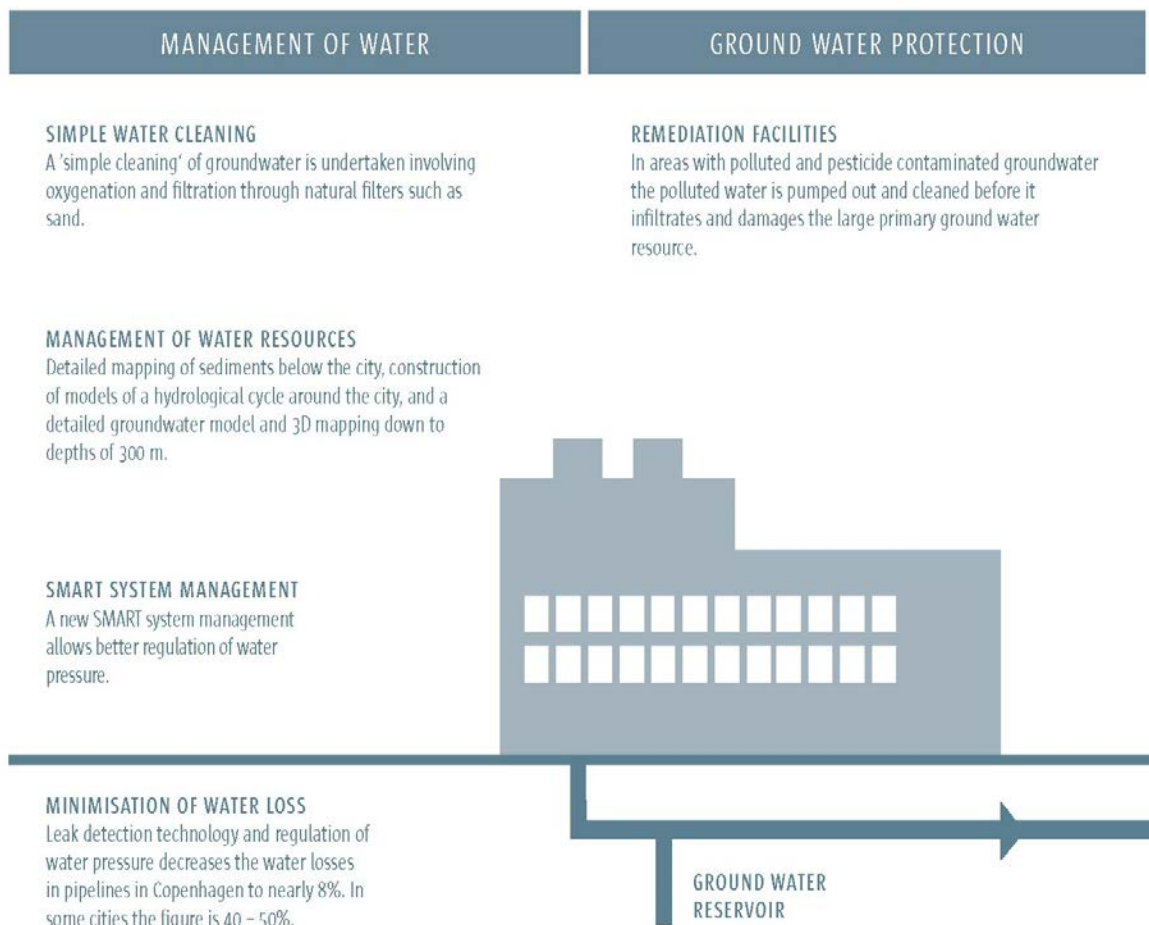 MANAGEMENT OF WATER
GROUND WATER PROTECTION
SIMPLE WATER CLEANING
A 'simple cleaning' of groundwater is undertaken involving
oxygenation and filtration through natural filters such as
sand.
MANAGEMENT OF WATER RESOURCES
Detailed mapping of sediments below the city, construction
of models of a hydrological cycle around the city, and a
detailed groundwater model and 3D mapping down to
depths of 300 m.
SMART SYSTEM MANAGEMENT
A new SMART system management
allows better regulation of water
pressure.
MINIMISATION OF WATER LOSS
Leak detection technology and regulation of
water pressure decreases the water losses
in pipelines in Copenhagen to nearly 8%. In
some cities the figure is 40 – 50%.
REMEDIATION FACILITIES
In areas with polluted and pesticide contaminated groundwater
the polluted water is pumped out and cleaned before it
infiltrates and damages the large primary ground water
resource.
GROUND WATER
RESERVOIR